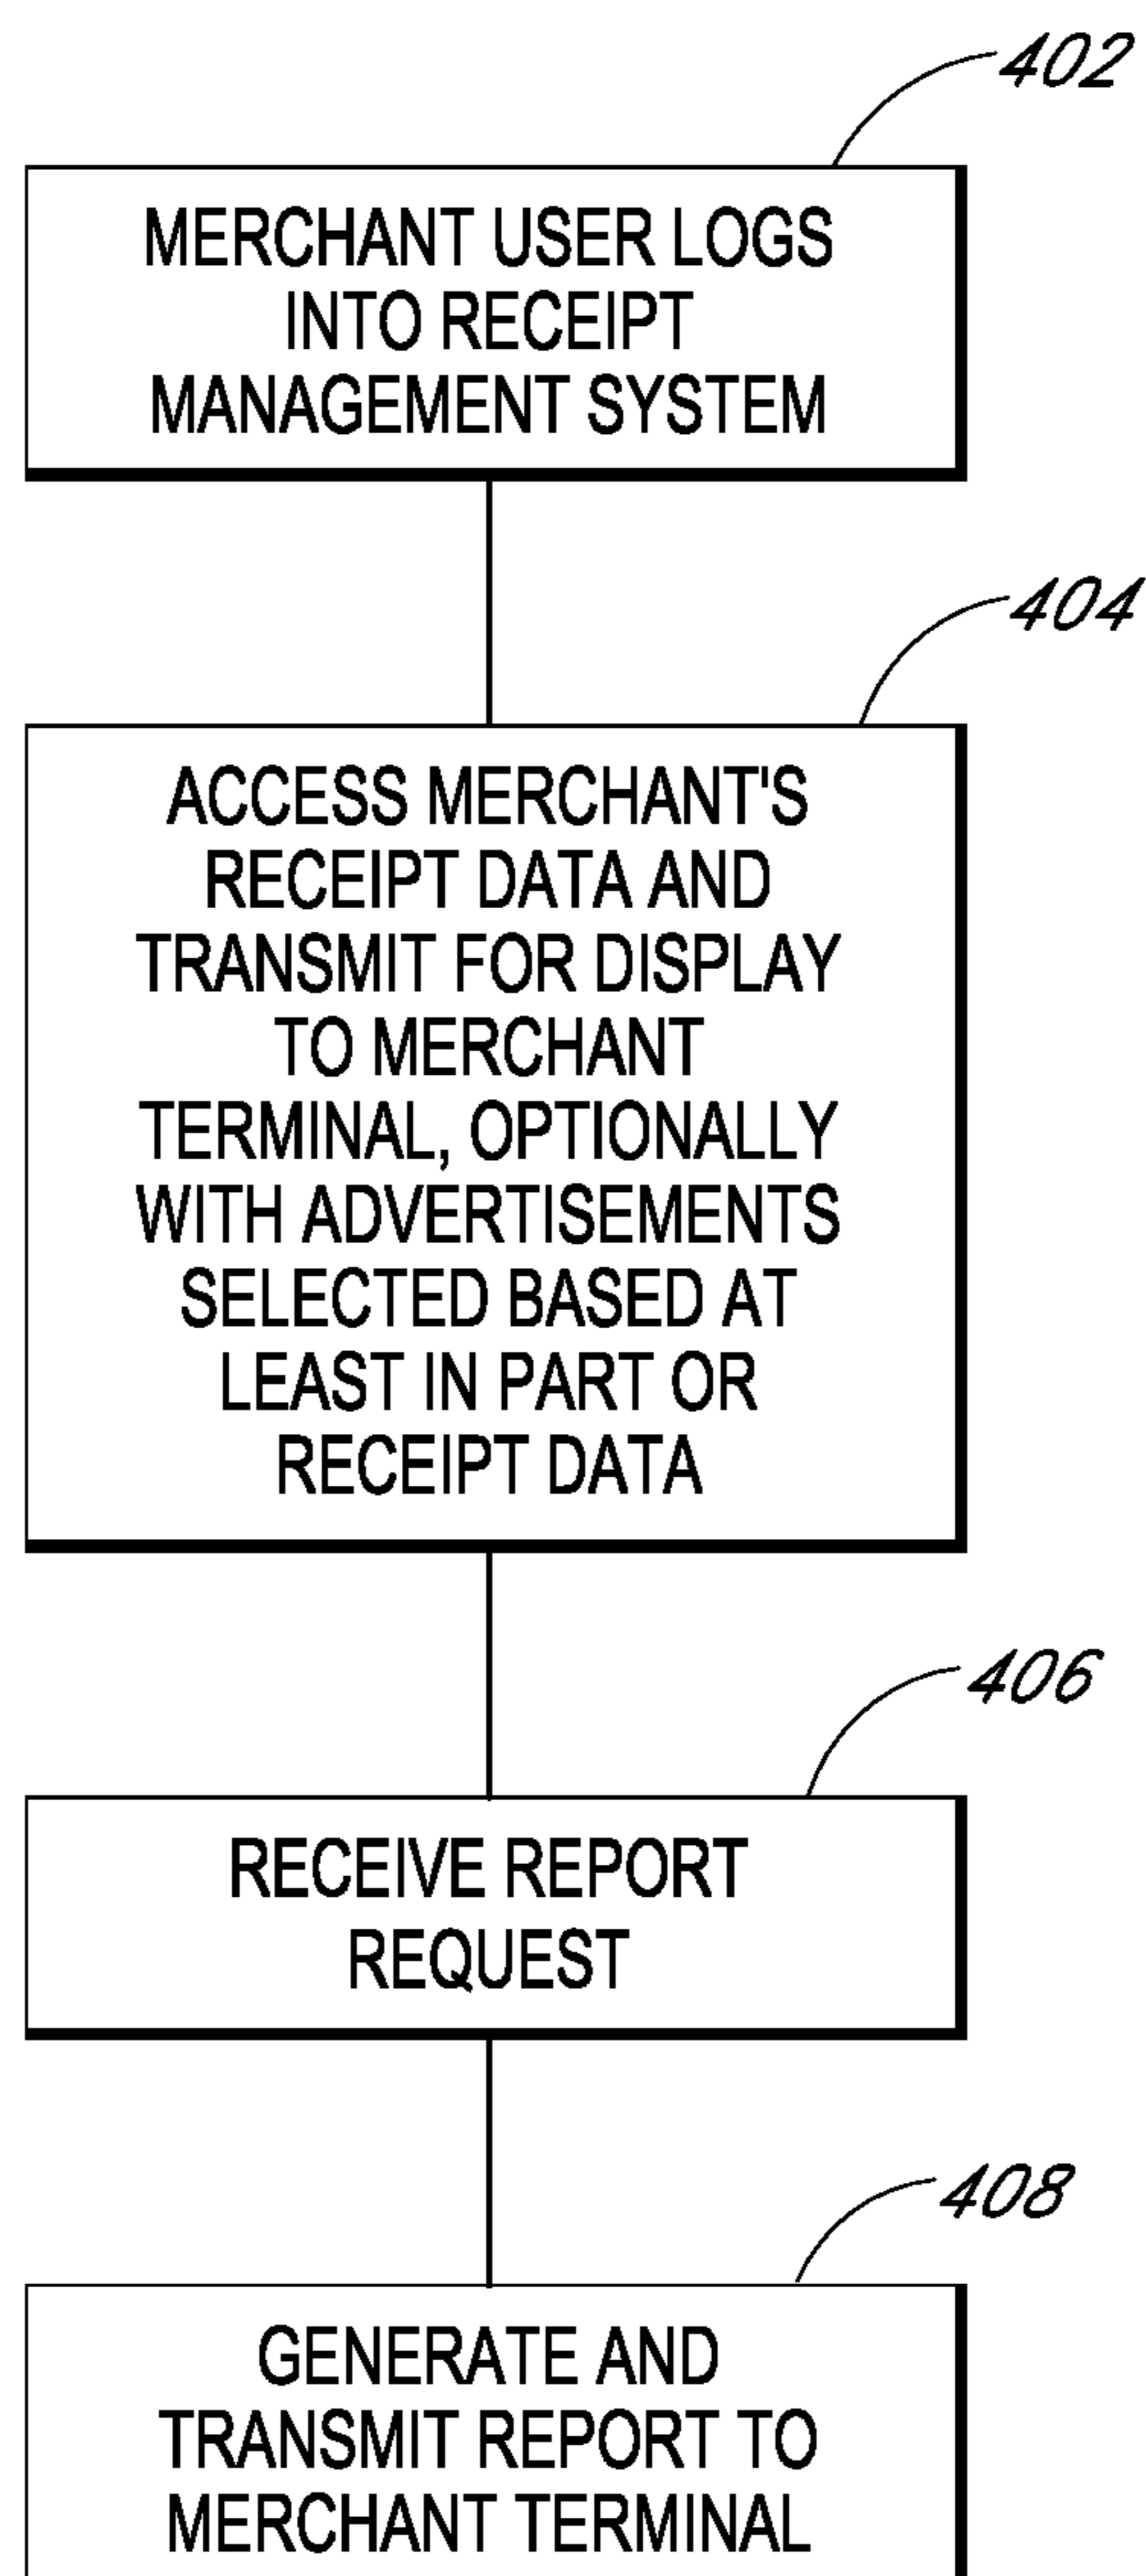 402
MERCHANT USER LOGS
INTO RECEIPT
MANAGEMENT SYSTEM
404
ACCESS MERCHANT'S
RECEIPT DATA AND
TRANSMIT FOR DISPLAY
TO MERCHANT
TERMINAL, OPTIONALLY
WITH ADVERTISEMENTS
SELECTED BASED AT
LEAST IN PART OR
RECEIPT DATA
406
RECEIVE REPORT
REQUEST
408
GENERATE AND
TRANSMIT REPORT TO
MERCHANT TERMINAL